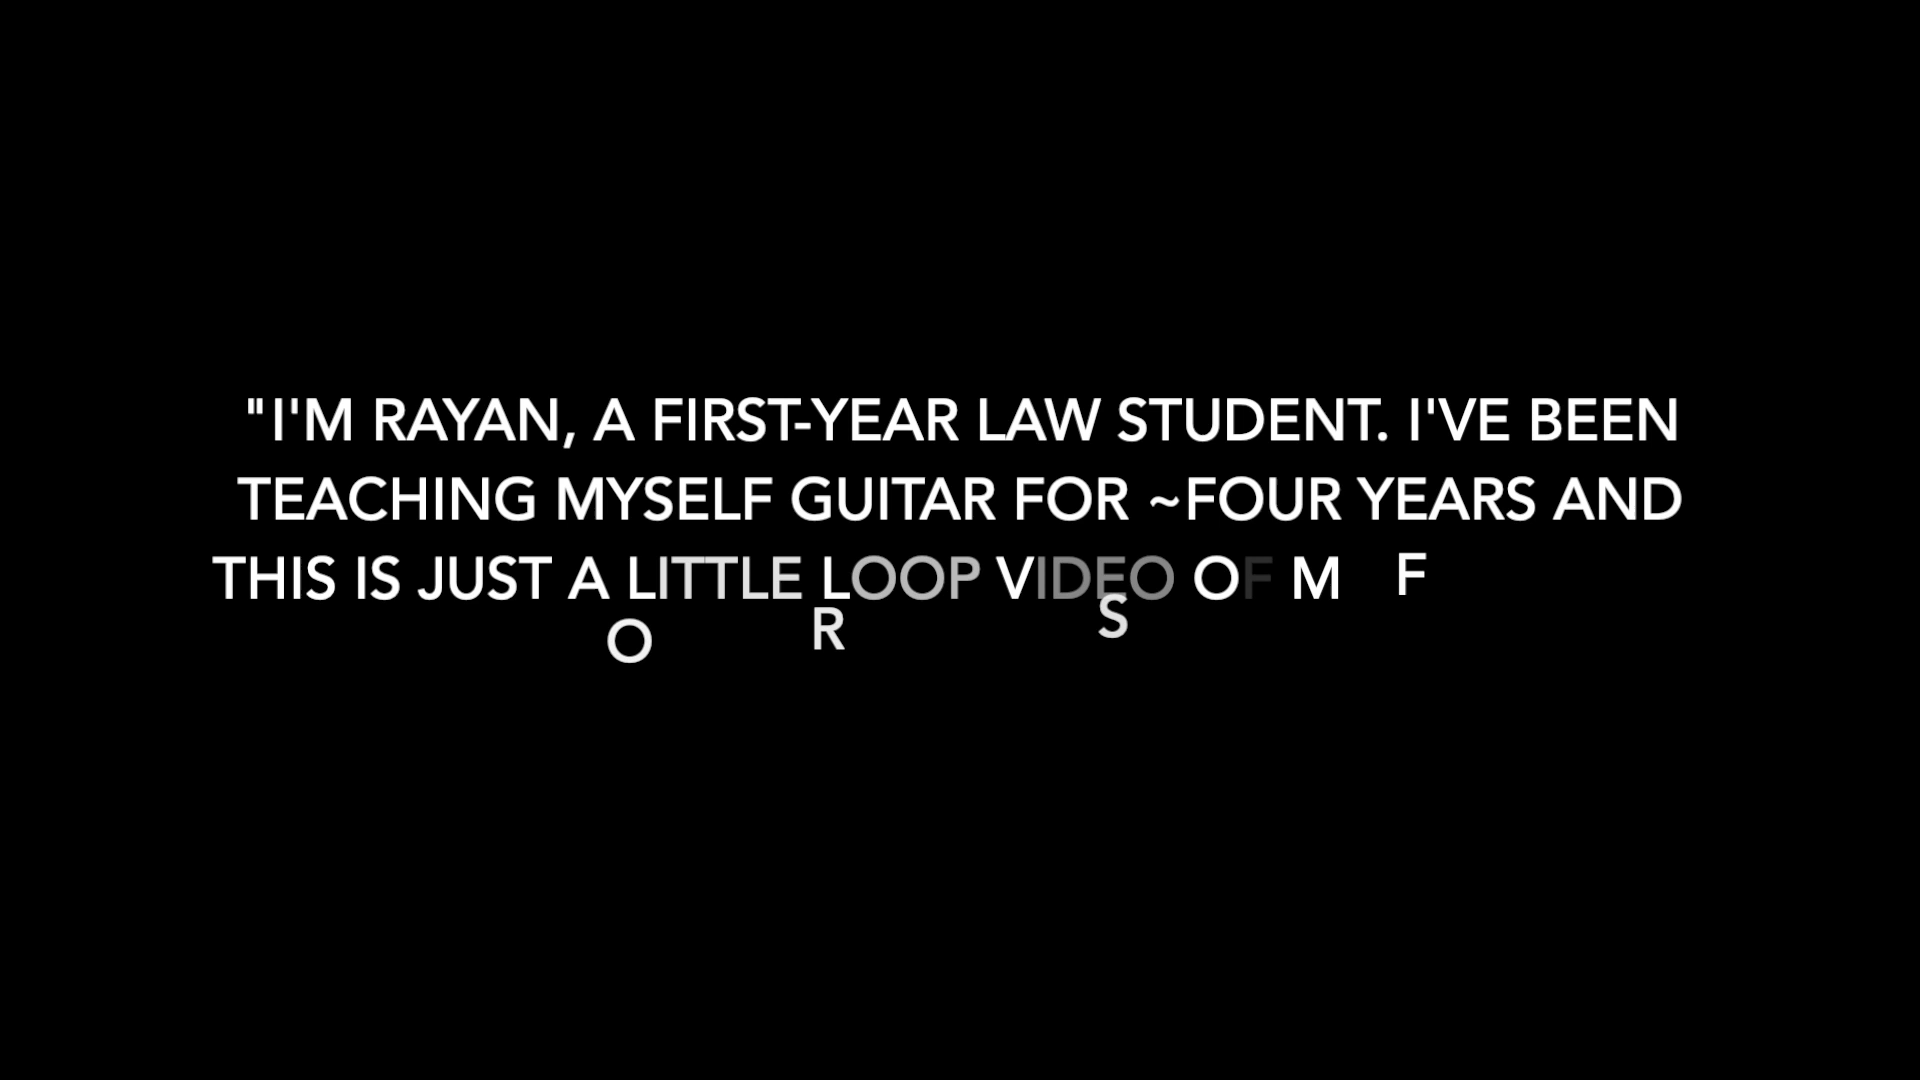 "I'M RAYAN, A FIRST-YEAR LAW STUDENT. I'VE BEEN
TEACHING MYSELF GUITAR FOR ~FOUR YEARS AND
THIS IS JUST A LITTLE LOOP VIDEO OF M F
O R S